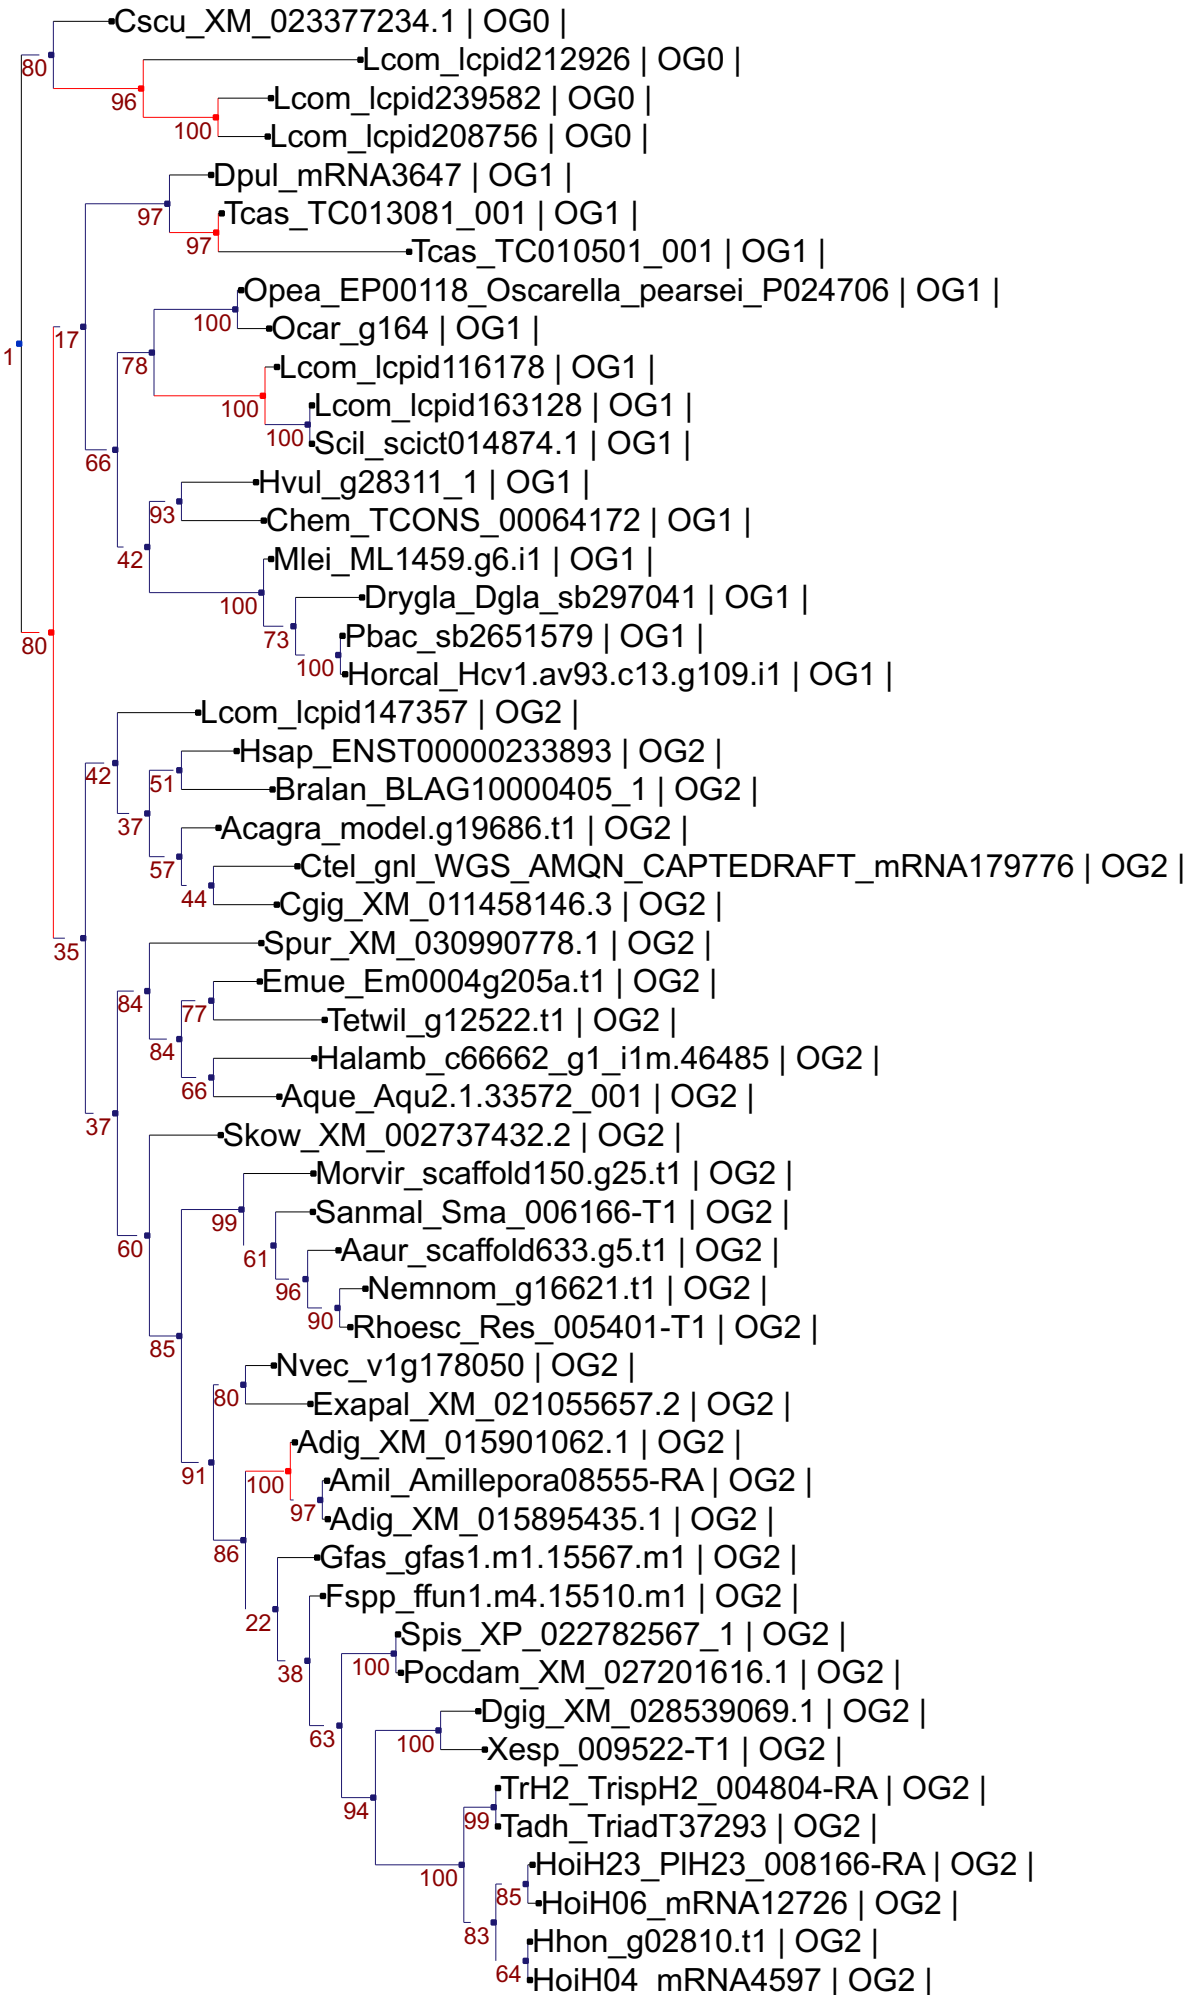 Cscu_XM_023377234.1 | OG0 |
80
Lcom_lcpid212926 | OG0 |
96
Lcom_lcpid239582 | OG0 |
100
Lcom_lcpid208756 | OG0 |
Dpul_mRNA3647 | OG1 |
97
Tcas_TC013081_001 | OG1 |
97
Tcas_TC010501_001 | OG1 |
Opea_EP00118_Oscarella_pearsei_P024706 | OG1 |
100
Ocar_g164 | OG1 |
17
1
78
Lcom_lcpid116178 | OG1 |
100
Lcom_lcpid163128 | OG1 |
100
Scil_scict014874.1 | OG1 |
66
Hvul_g28311_1 | OG1 |
93
Chem_TCONS_00064172 | OG1 |
42
Mlei_ML1459.g6.i1 | OG1 |
100
Drygla_Dgla_sb297041 | OG1 |
73
80
Pbac_sb2651579 | OG1 |
100
Horcal_Hcv1.av93.c13.g109.i1 | OG1 |
Lcom_lcpid147357 | OG2 |
Hsap_ENST00000233893 | OG2 |
42
51
Bralan_BLAG10000405_1 | OG2 |
37
Acagra_model.g19686.t1 | OG2 |
57
Ctel_gnl_WGS_AMQN_CAPTEDRAFT_mRNA179776 | OG2 |
44
Cgig_XM_011458146.3 | OG2 |
35
Spur_XM_030990778.1 | OG2 |
Emue_Em0004g205a.t1 | OG2 |
84
77
Tetwil_g12522.t1 | OG2 |
84
Halamb_c66662_g1_i1m.46485 | OG2 |
66
Aque_Aqu2.1.33572_001 | OG2 |
37
Skow_XM_002737432.2 | OG2 |
Morvir_scaffold150.g25.t1 | OG2 |
99
Sanmal_Sma_006166-T1 | OG2 |
60
61
Aaur_scaffold633.g5.t1 | OG2 |
96
Nemnom_g16621.t1 | OG2 |
90
Rhoesc_Res_005401-T1 | OG2 |
85
Nvec_v1g178050 | OG2 |
80
Exapal_XM_021055657.2 | OG2 |
Adig_XM_015901062.1 | OG2 |
91
100
Amil_Amillepora08555-RA | OG2 |
97
Adig_XM_015895435.1 | OG2 |
86
Gfas_gfas1.m1.15567.m1 | OG2 |
Fspp_ffun1.m4.15510.m1 | OG2 |
22
Spis_XP_022782567_1 | OG2 |
38
100
Pocdam_XM_027201616.1 | OG2 |
Dgig_XM_028539069.1 | OG2 |
63
100
Xesp_009522-T1 | OG2 |
TrH2_TrispH2_004804-RA | OG2 |
94
99
Tadh_TriadT37293 | OG2 |
100
HoiH23_PlH23_008166-RA | OG2 |
85
HoiH06_mRNA12726 | OG2 |
83
Hhon_g02810.t1 | OG2 |
64
HoiH04_mRNA4597 | OG2 |